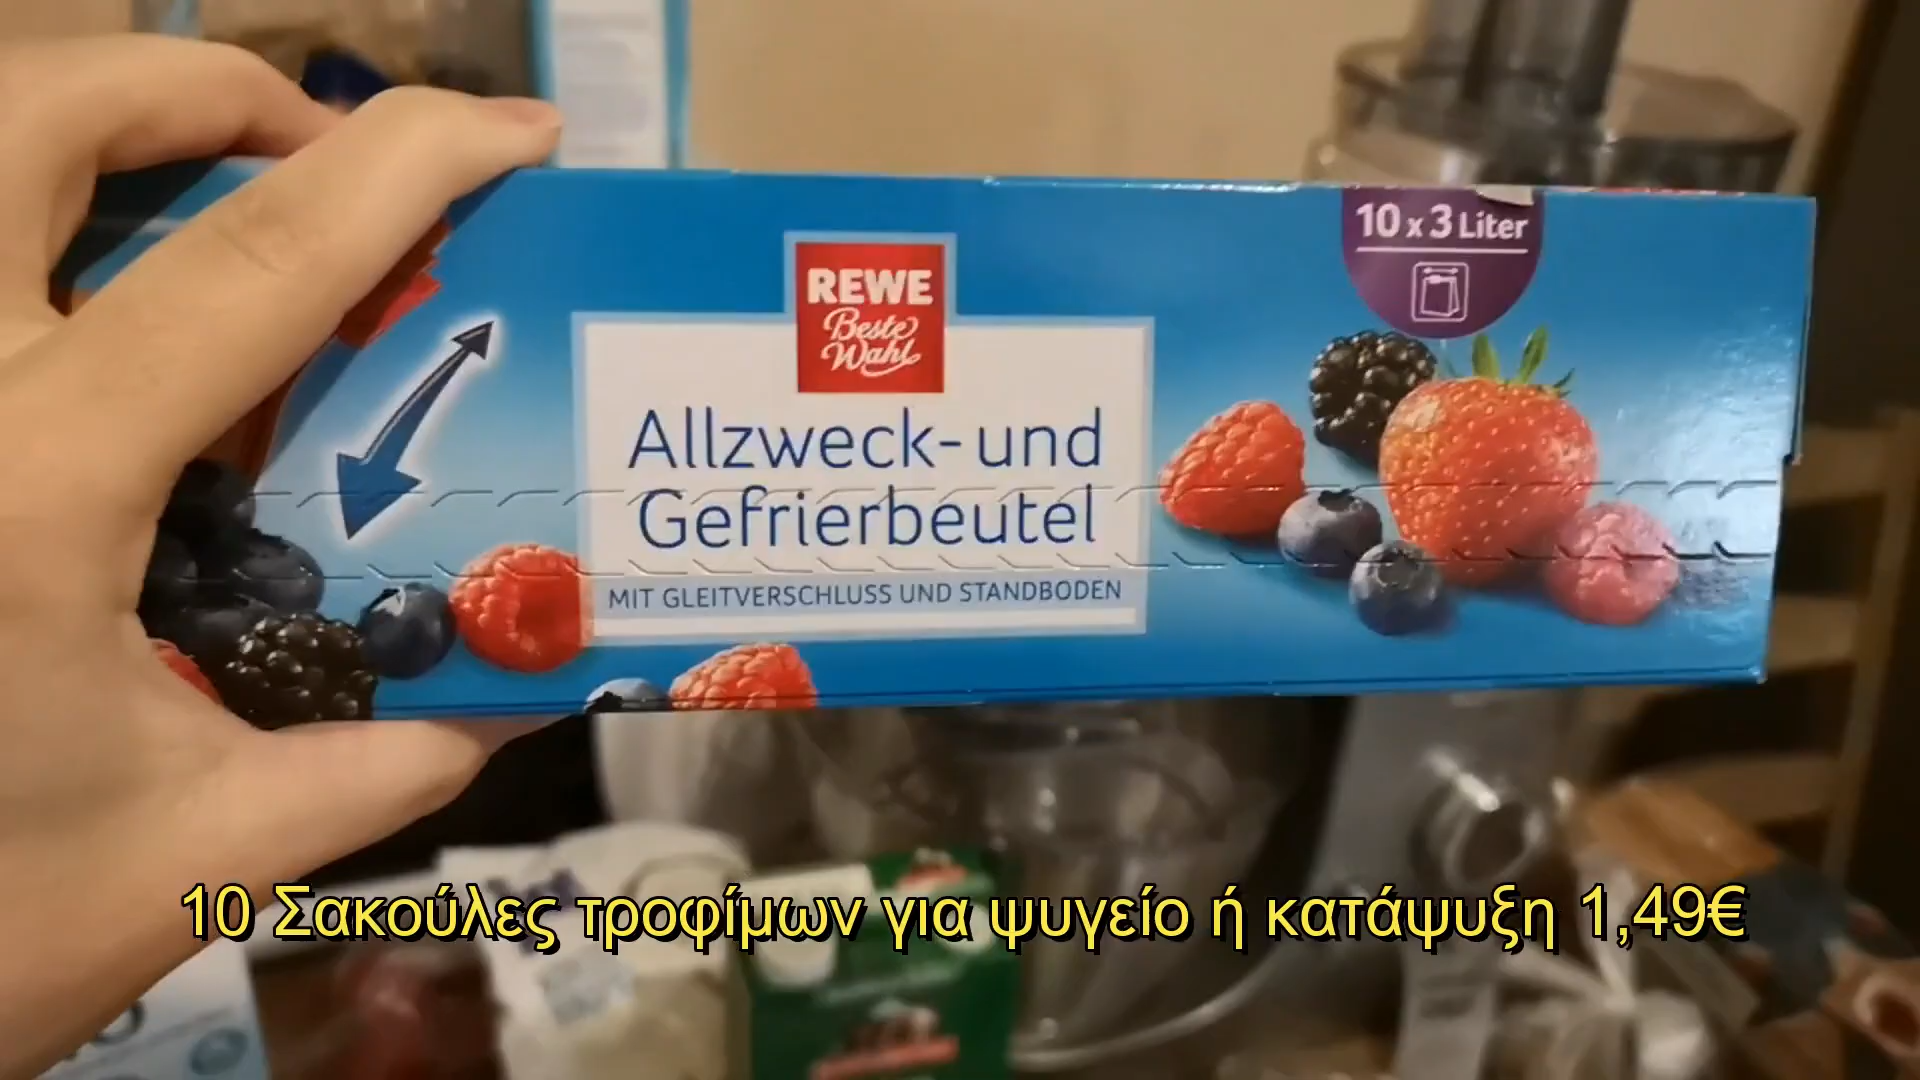 10 x 3 Liter
REWE
Beste
Wahl
Allzweck- und
Gefrierbeutel
MIT GLEITVERSCHLUSS UND STANDBODEN
10 Σακούλες τροφίμων για ψυγείο ή κατάψυξη 1,49€